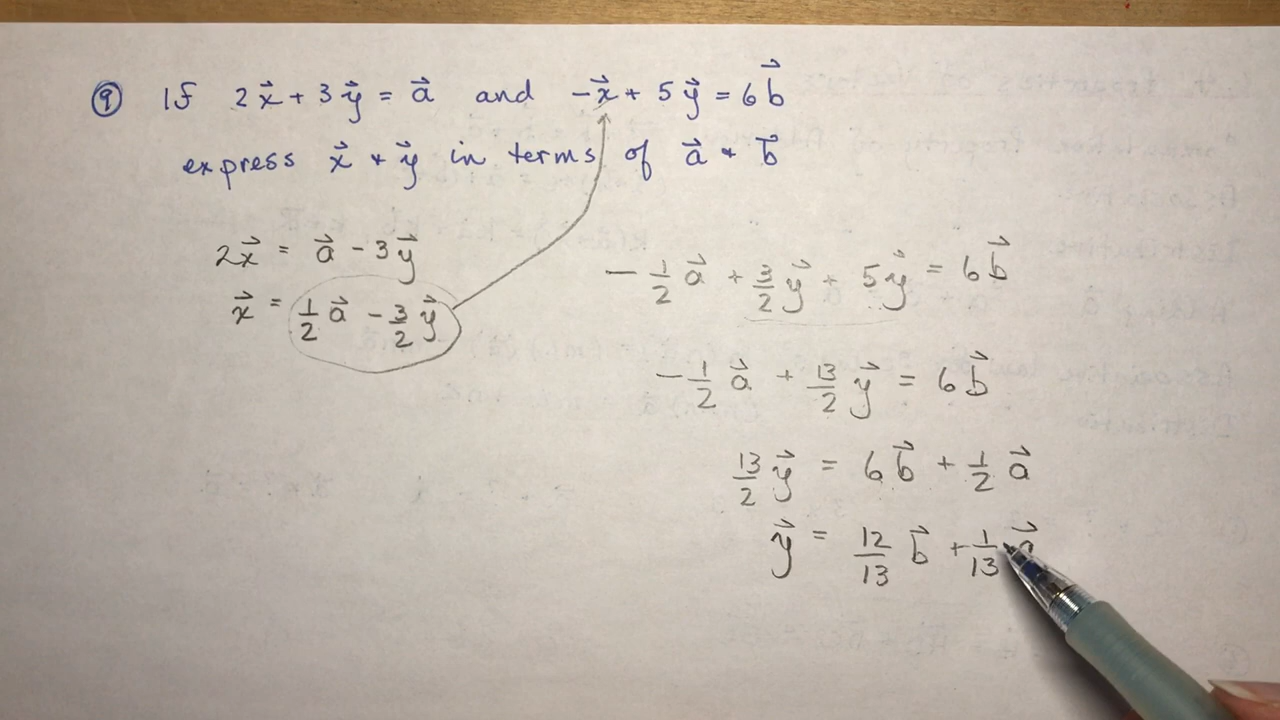 ⑨ If 2x⃗ + 3y⃗ = a⃗ and -x⃗ + 5y⃗ = 6b⃗
express x⃗ + y⃗ in terms of a⃗ + b⃗
2x⃗ = a⃗ - 3y⃗
x⃗ = 1/2 a⃗ - 3/2 y⃗
- 1/2 a⃗ + 3/2 y⃗ + 5y⃗ = 6b⃗
- 1/2 a⃗ + 13/2 y⃗ = 6b⃗
13/2 y⃗ = 6b⃗ + 1/2 a⃗
y⃗ = 12/13 b⃗ + 1/13 a⃗